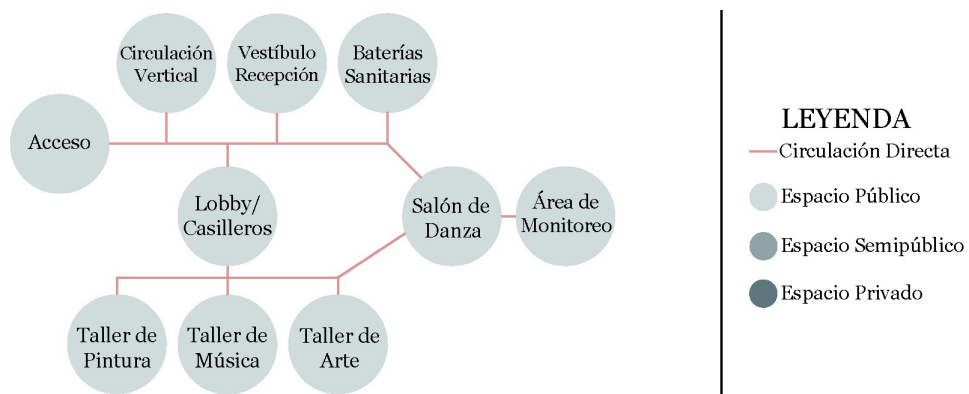 Circulación
Vertical
Vestíbulo
Recepción
Baterías
Sanitarias
Acceso
Lobby/
Casilleros
Salón de
Danza
Área de
Monitoreo
Taller de
Pintura
Taller de
Música
Taller de
Arte
LEYENDA
Circulación Directa
Espacio Público
Espacio Semipúblico
Espacio Privado